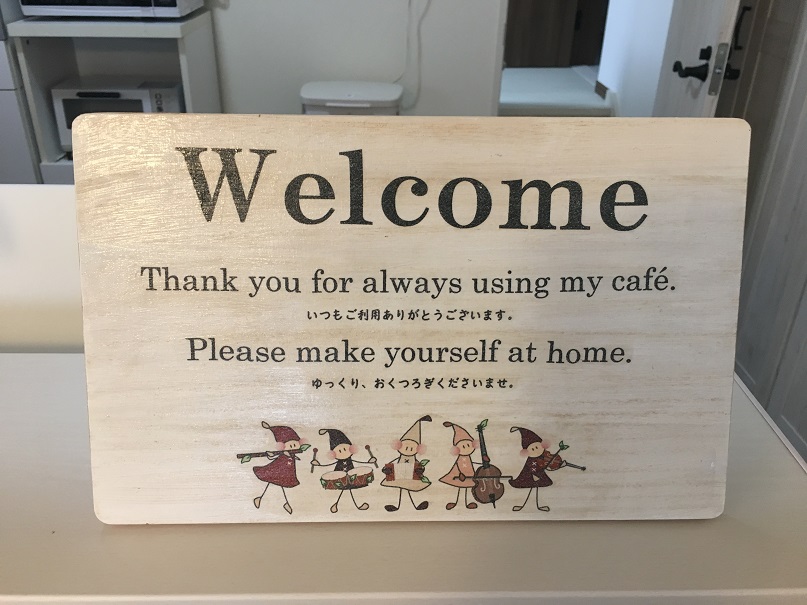 Welcome
Thank you for always using my café.
いつもご利用ありがとうございます。
Please make yourself at home.
ゆっくり、おくつろぎくださいませ。